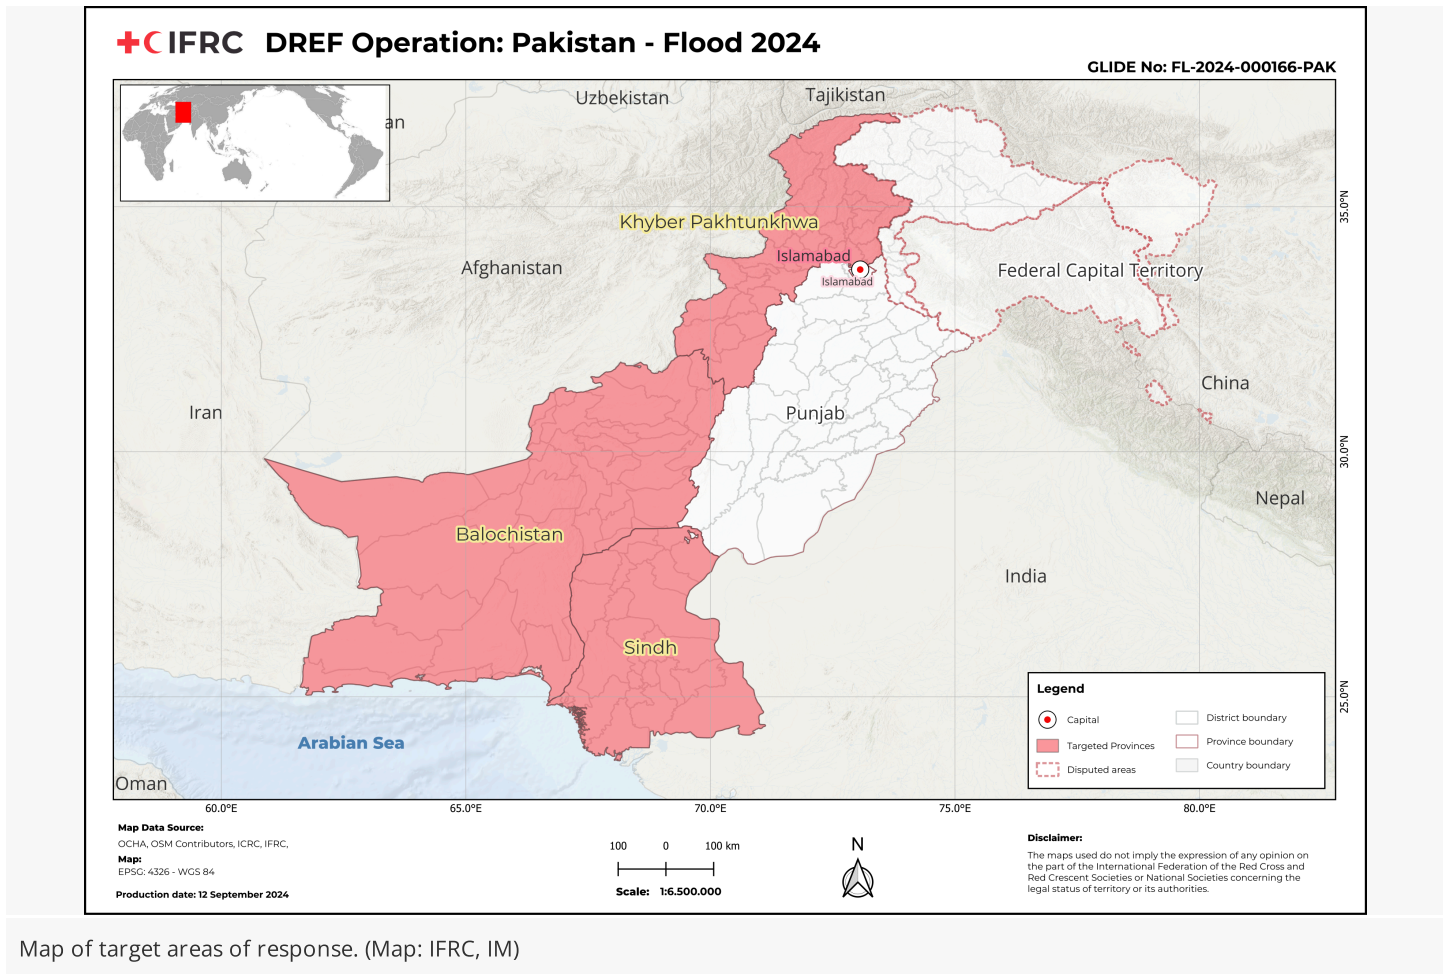 IFRC DREF Operation: Pakistan - Flood 2024
GLIDE No: FL-2024-000166-PAK
Uzbekistan
Tajikistan
an
35.0°N
Khyber Pakhtunkhwa
Islamabad
Afghanistan
Federal Capital Territory
Islamabad
China
Iran
Punjab
30.0°N
Nepal
Balochistan
India
Sindh
25.0°N
Arabian Sea
Oman
Legend
Capital
District boundary
Targeted Provinces
Province boundary
Disputed areas
Country boundary
60.0°E
65.0°E
70.0°E
75.0°E
80.0°E
Map Data Source:
OCHA, OSM Contributors, ICRC, IFRC,
Map:
EPSG: 4326 - WGS 84
Production date: 12 September 2024
100 0 100 km
Scale: 1:6.500.000
N
Disclaimer:
The maps used do not imply the expression of any opinion on
the part of the International Federation of the Red Cross and
Red Crescent Societies or National Societies concerning the
legal status of territory or its authorities.
Map of target areas of response. (Map: IFRC, IM)